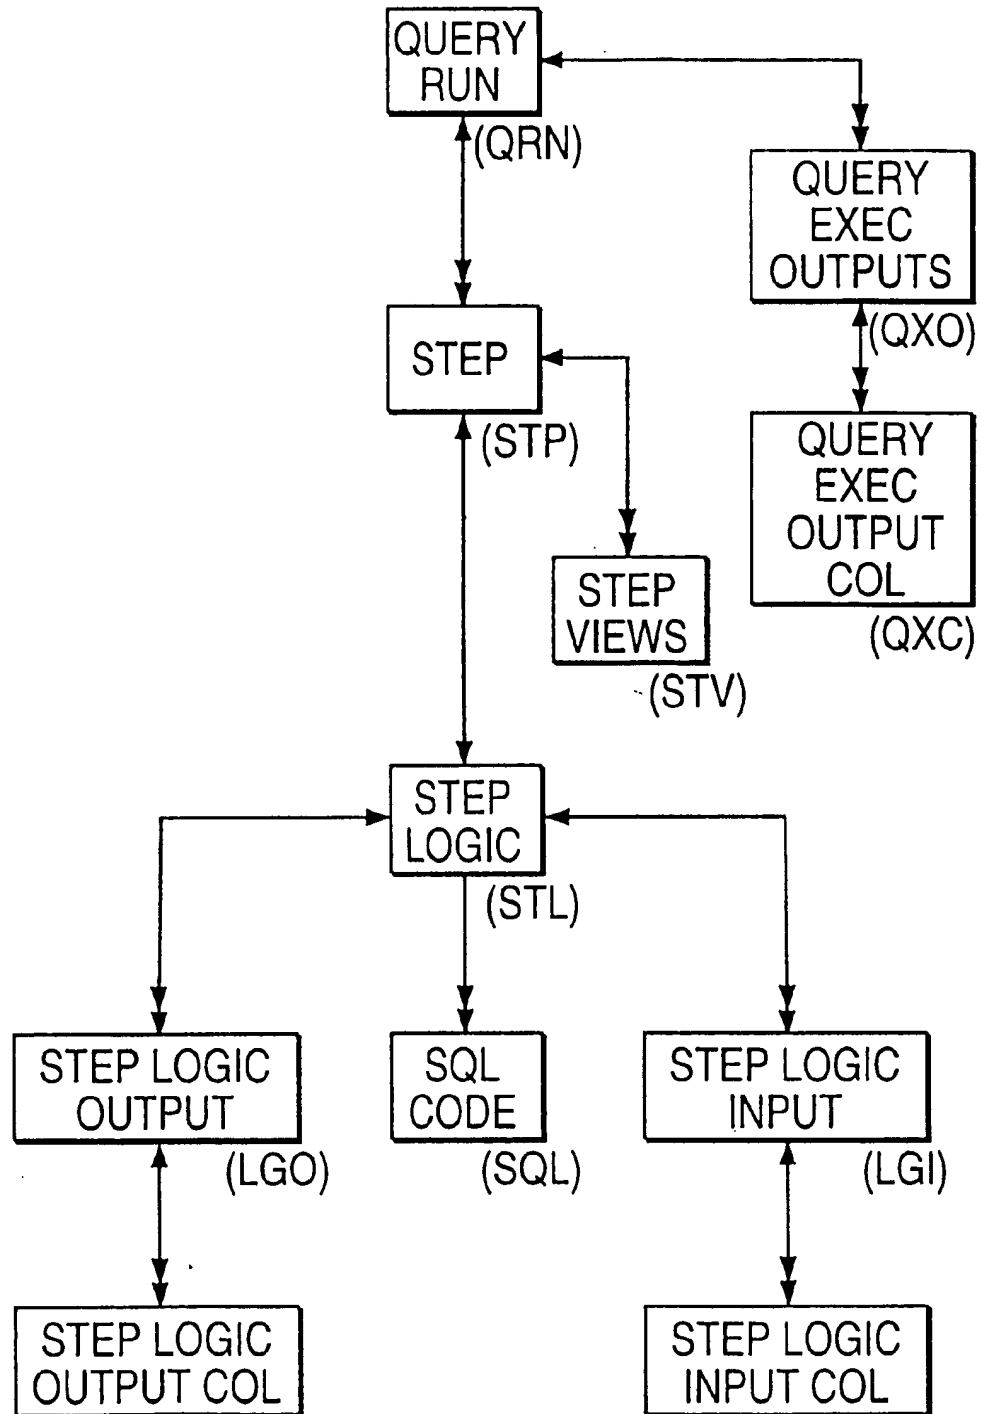 QUERY
RUN
(QRN)
QUERY
EXEC
OUTPUTS
(QXO)
STEP
(STP)
QUERY
EXEC
OUTPUT
COL
(QXC)
STEP
VIEWS
(STV)
STEP
LOGIC
(STL)
STEP LOGIC
OUTPUT
(LGO)
SQL
CODE
(SQL)
STEP LOGIC
INPUT
(LGI)
STEP LOGIC
OUTPUT COL
STEP LOGIC
INPUT COL